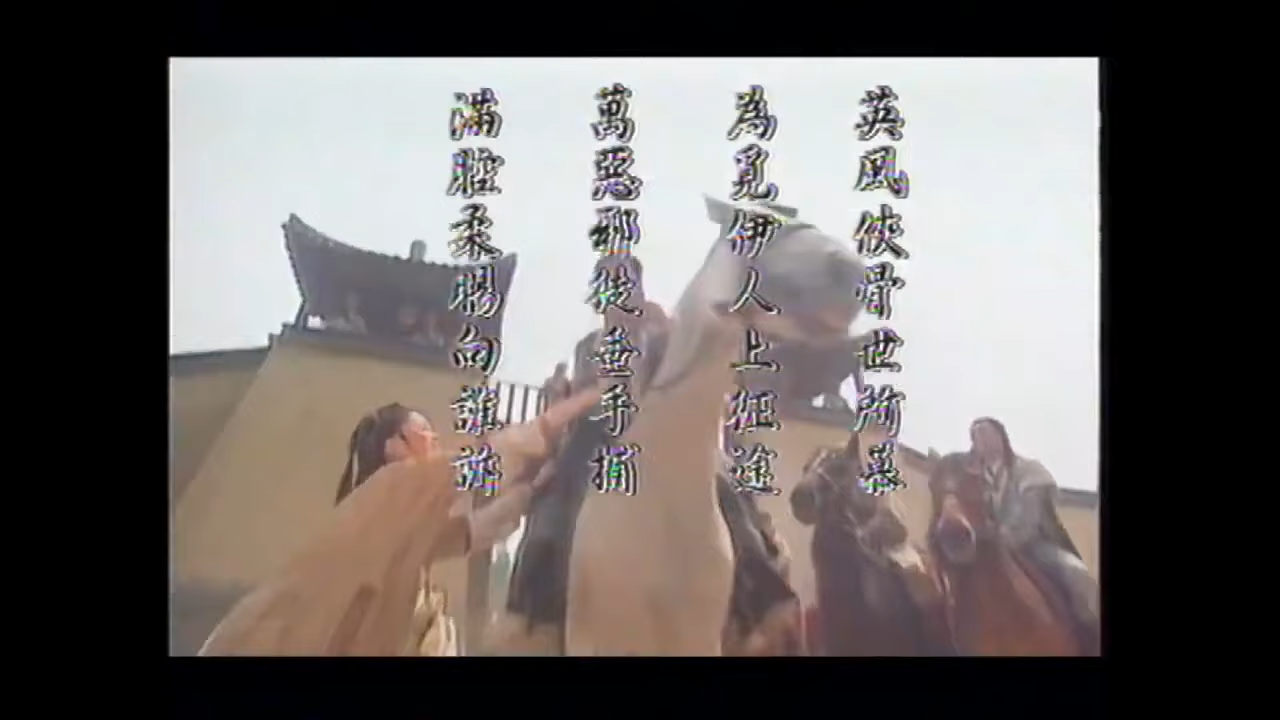 英風俠骨世所慕
為覓伊人上征途
萬惡邪徒垂手捕
滿腔柔腸向誰訴